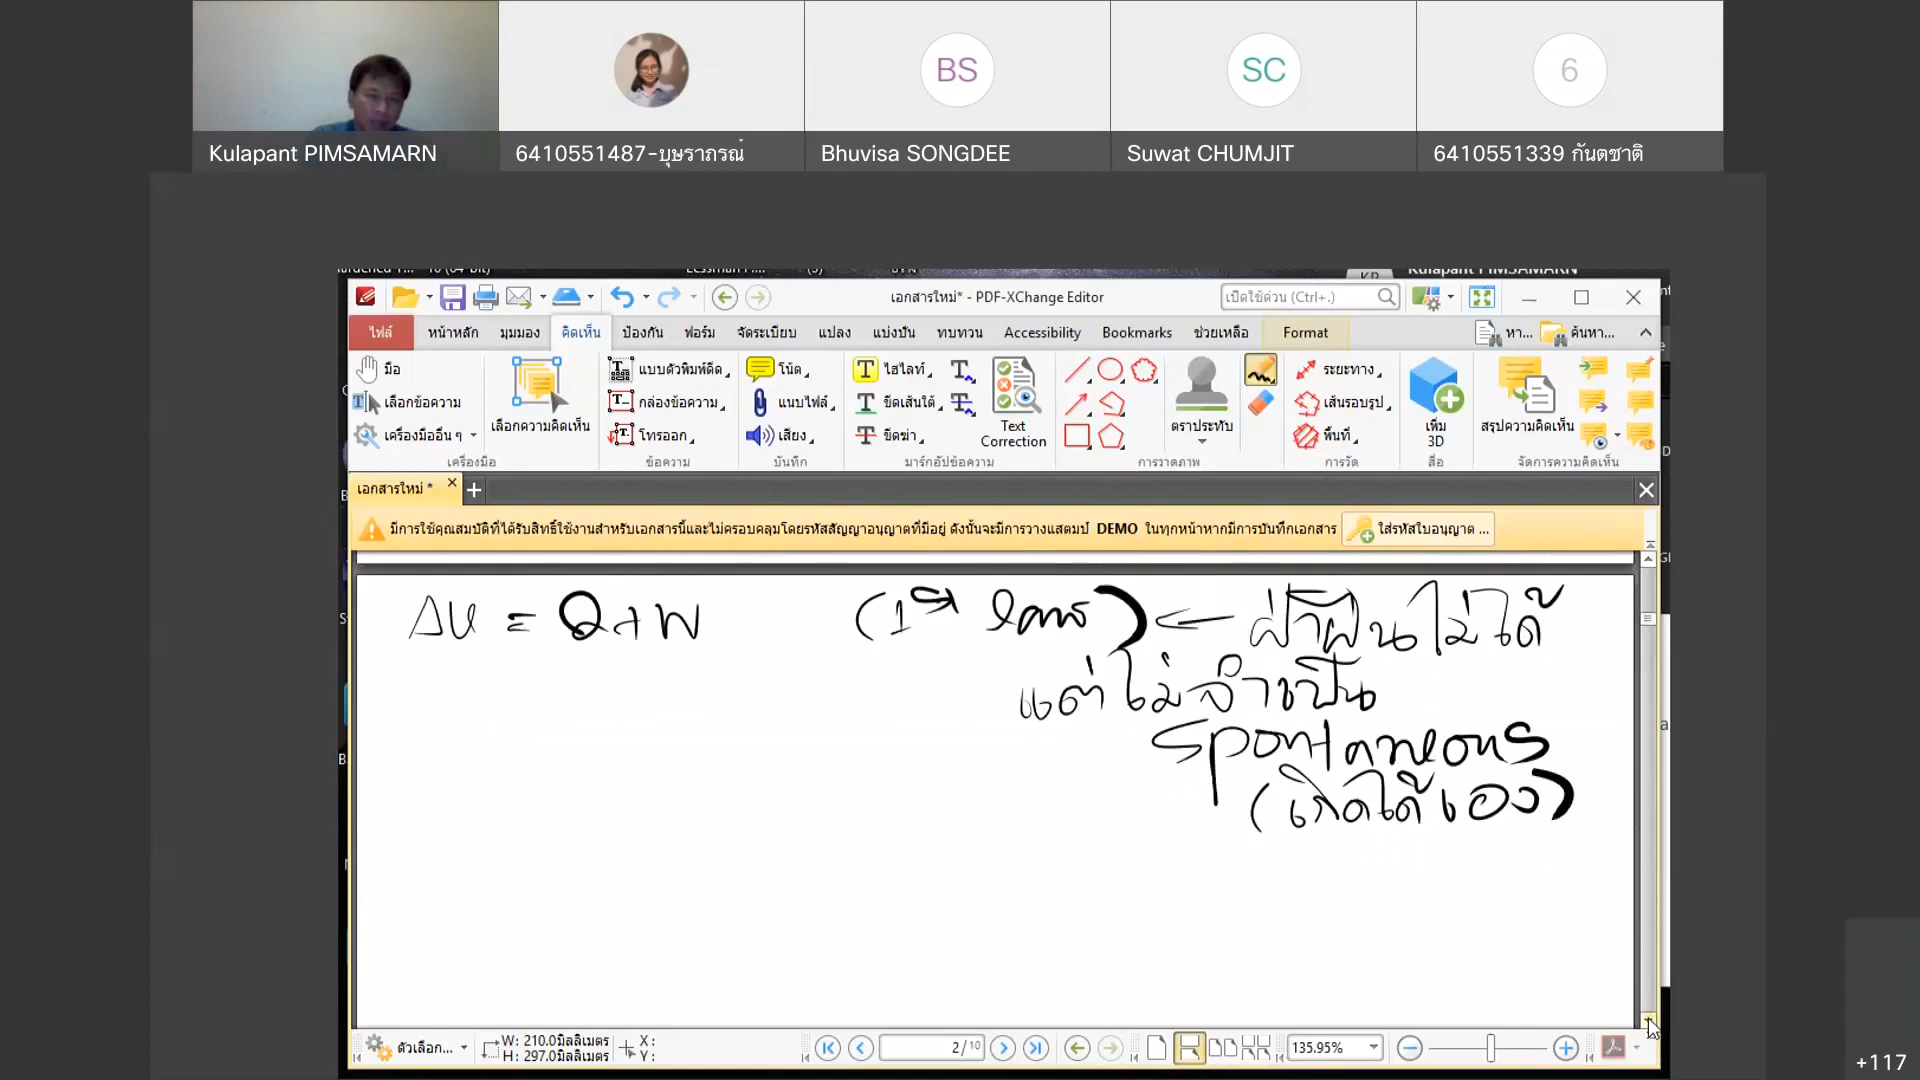 BS
SC
6
Kulapant PIMSAMARN
6410551487-บุษราภรณ์
Bhuvisa SONGDEE
Suwat CHUMJIT
6410551339 กันตชาติ
Kulapant PIMSAMARN
เอกสารใหม่* - PDF-XChange Editor
เปิดใช้ด่วน (Ctrl+.)
ไฟล์ หน้าหลัก มุมมอง คิดเห็น ป้องกัน ฟอร์ม จัดระเบียบ แปลง แบ่งปัน ทบทวน Accessibility Bookmarks ช่วยเหลือ Format หา... ค้นหา...
มือ
เลือกข้อความ
เครื่องมืออื่น ๆ
เครื่องมือ
เลือกความคิดเห็น
แบบตัวพิมพ์ดีด
กล่องข้อความ
โทรออก
ข้อความ
โน้ต
แนบไฟล์
เสียง
บันทึก
ไฮไลท์
ขีดเส้นใต้
ขีดฆ่า
Text Correction
มาร์กอัปข้อความ
การวาดภาพ
ตราประทับ
ระยะทาง
เส้นรอบรูป
พื้นที่
การวัด
เพิ่ม 3D
สื่อ
สรุปความคิดเห็น
จัดการความคิดเห็น
เอกสารใหม่ *
มีการใช้คุณสมบัติที่ได้รับสิทธิ์ใช้งานสำหรับเอกสารนี้และไม่ครอบคลุมโดยรหัสสัญญาอนุญาตที่มีอยู่ ดังนั้นจะมีการวางแสตมป์ DEMO ในทุกหน้าหากมีการบันทึกเอกสาร ใส่รหัสใบอนุญาต ...
ΔU = Q + W (1st law) ← ฝ่าฝืนไม่ได้
แต่ไม่จำเป็น
spontaneous
(เกิดได้เอง)
ตัวเลือก...
W: 210.0มิลลิเมตร
H: 297.0มิลลิเมตร
X:
Y:
2/10
135.95%
+117